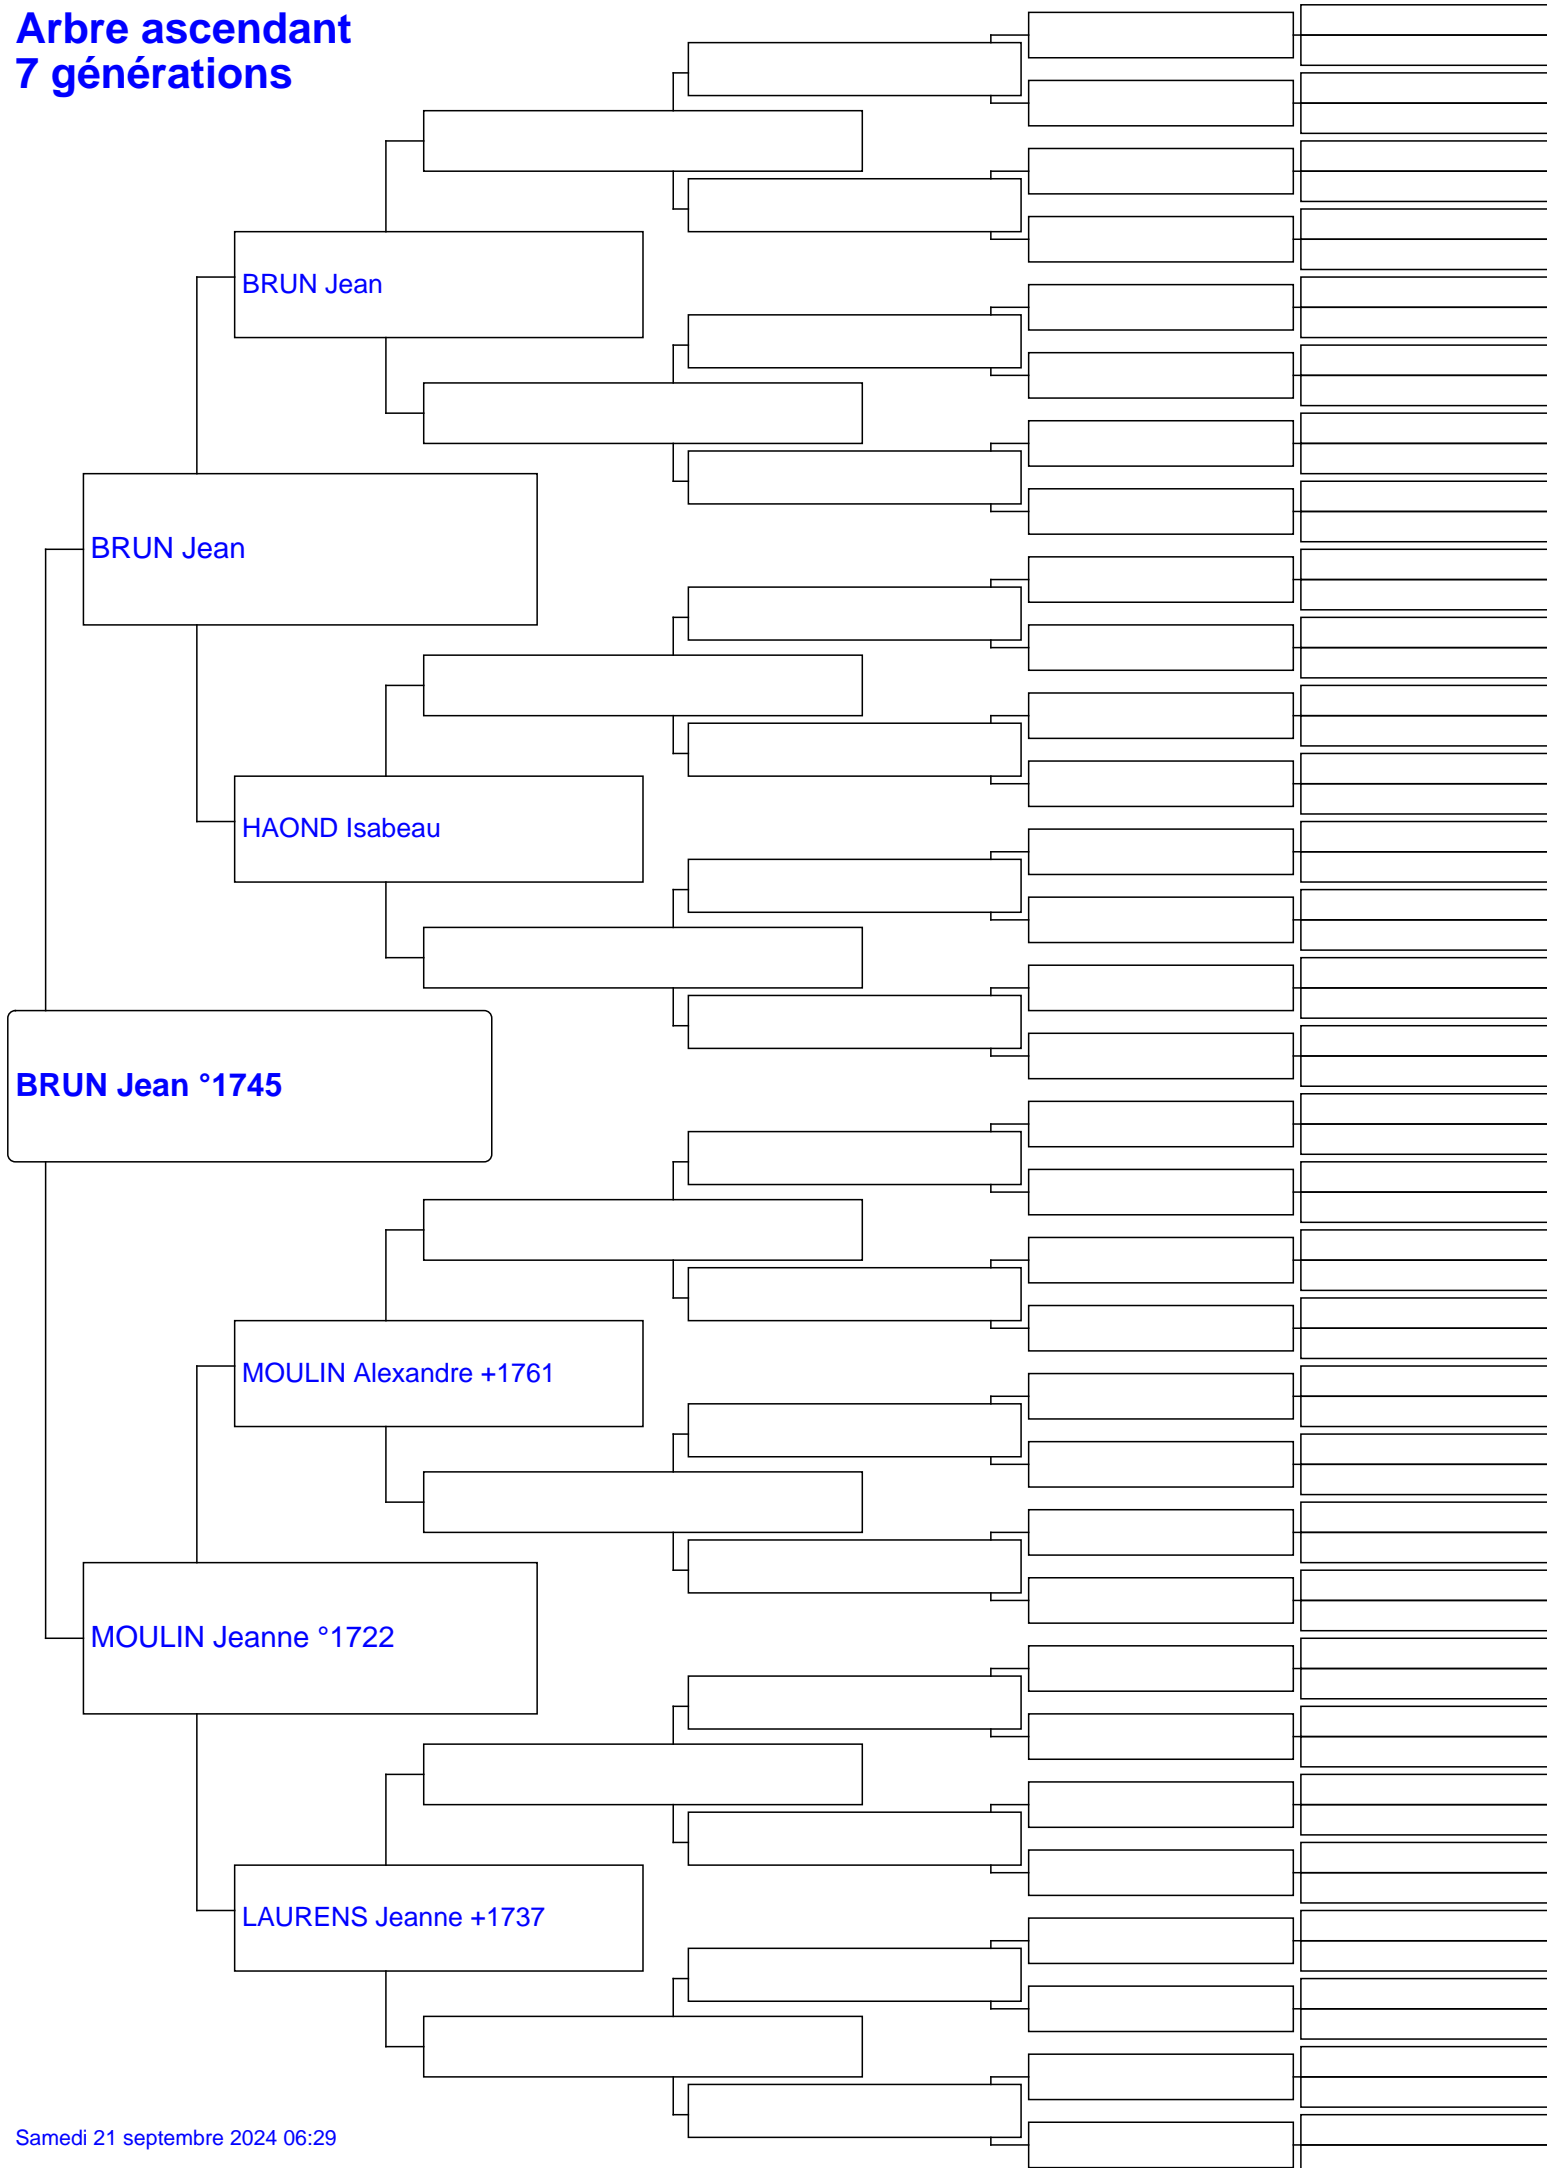 Arbre ascendant
7 générations
BRUN Jean
BRUN Jean
HAOND Isabeau
BRUN Jean °1745
MOULIN Alexandre +1761
MOULIN Jeanne °1722
LAURENS Jeanne +1737
Samedi 21 septembre 2024 06:29